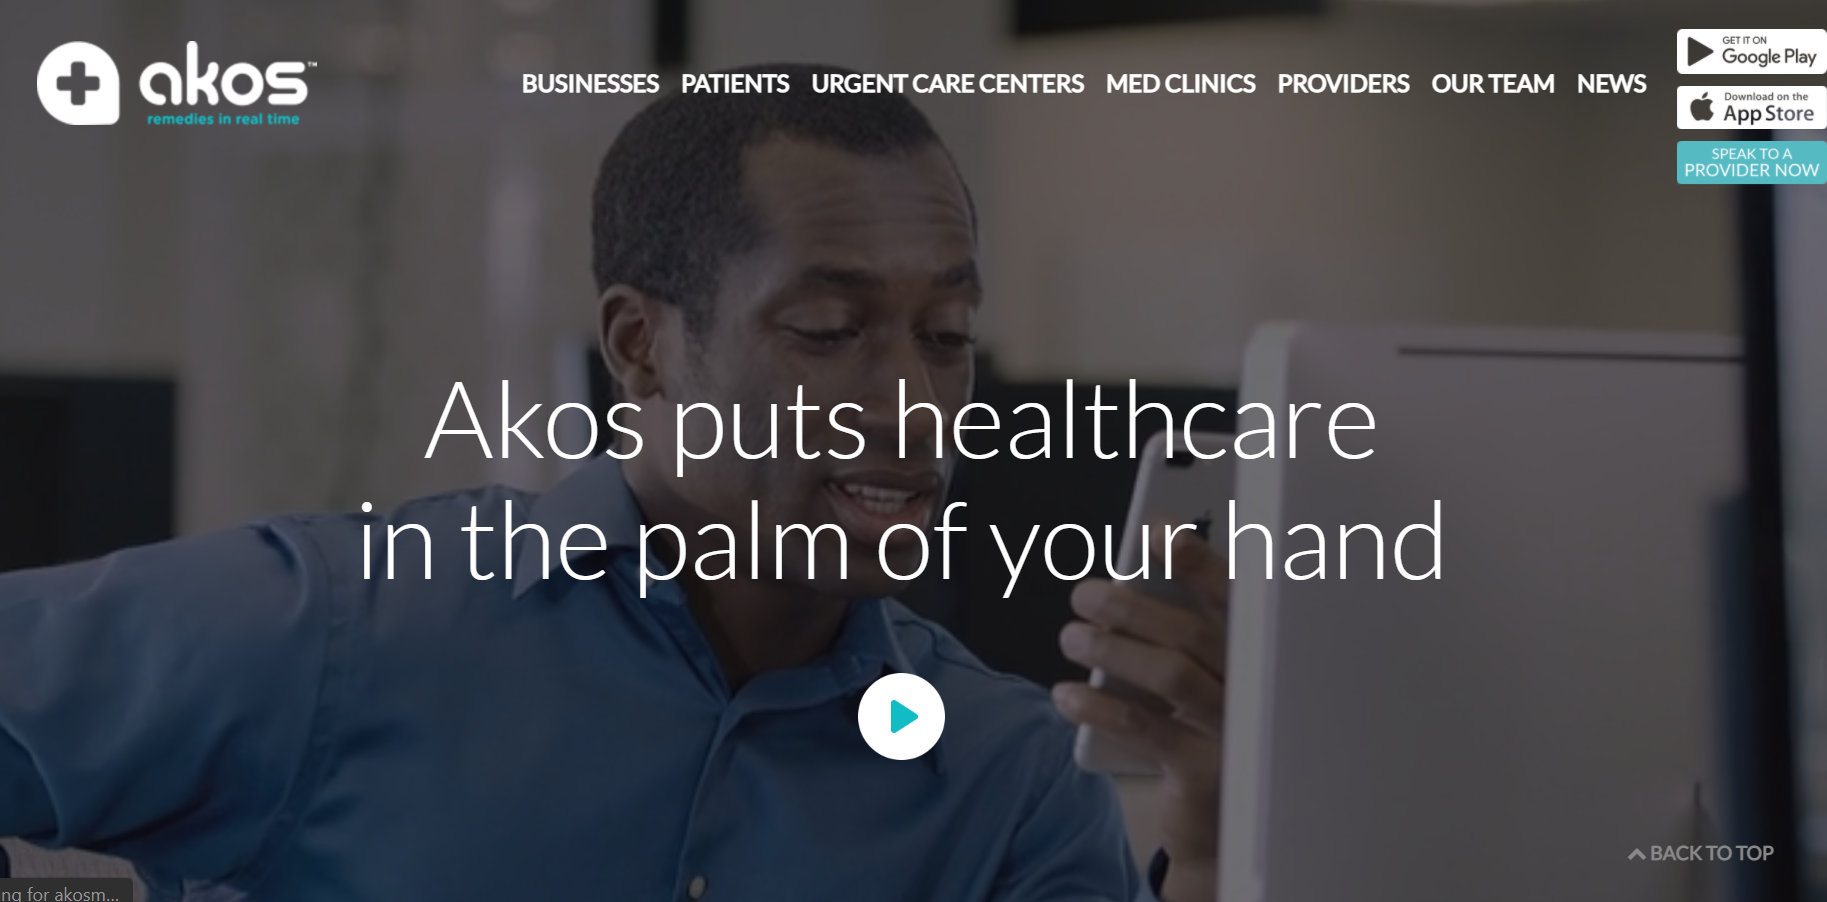 akos™
remedies in real time
BUSINESSES PATIENTS URGENT CARE CENTERS MED CLINICS PROVIDERS OUR TEAM NEWS
GET IT ON
Google Play
Download on the
App Store
SPEAK TO A
PROVIDER NOW
Akos puts healthcare
in the palm of your hand
BACK TO TOP
ng for akosm...